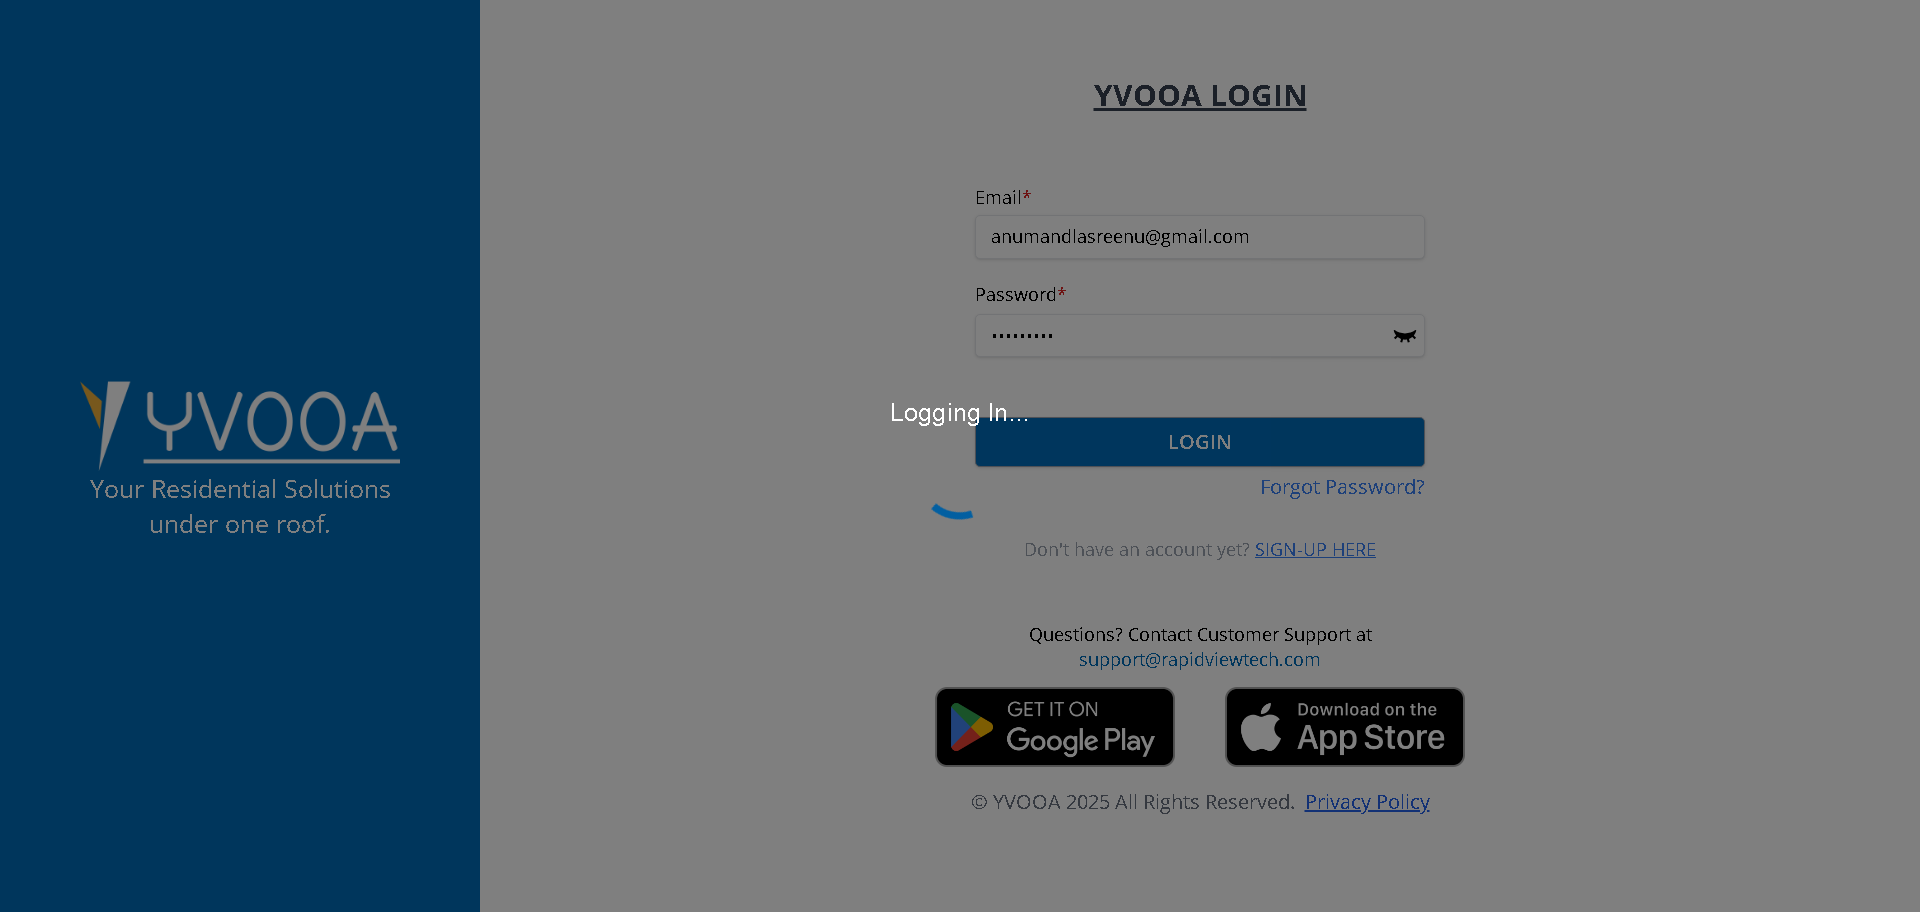 YVOOA
Your Residential Solutions
under one roof.
YVOOA LOGIN
Email*
anumandlasreenu@gmail.com
Password*
•••••••••
Logging In...
LOGIN
Forgot Password?
Don't have an account yet? SIGN-UP HERE
Questions? Contact Customer Support at
support@rapidviewtech.com
GET IT ON
Google Play
Download on the
App Store
© YVOOA 2025 All Rights Reserved. Privacy Policy